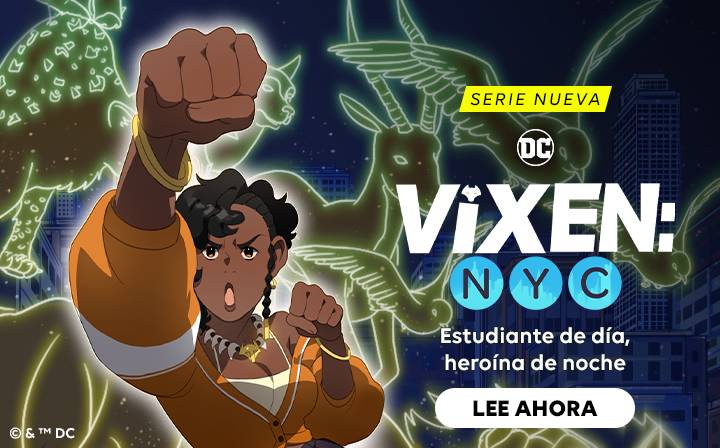 SERIE NUEVA
DC
ViXEN:
NYC
Estudiante de día,
heroína de noche
LEE AHORA
© & ™ DC